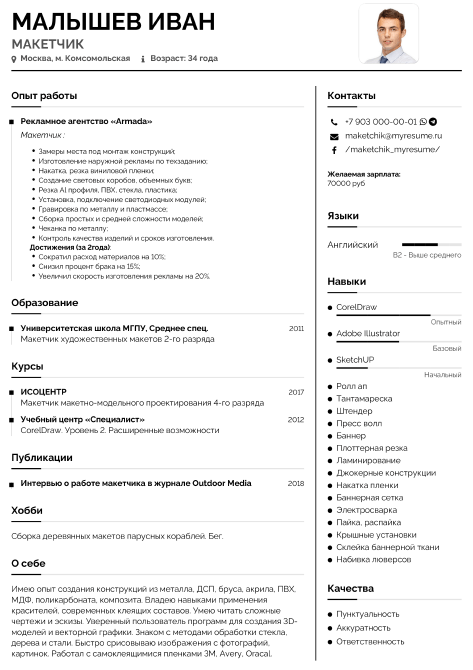 МАЛЫШЕВ ИВАН
МАКЕТЧИК
Москва, м. Комсомольская Возраст: 34 года
Опыт работы
Рекламное агентство «Armada»
Макетчик :
Замеры места под монтаж конструкций;
Изготовление наружной рекламы по техзаданию;
Накатка, резка виниловой пленки;
Создание световых коробов, объемных букв;
Резка AI профиля, ПВХ, стекла, пластика;
Установка, подключение светодиодных модулей;
Гравировка по металлу и пластмассе;
Сборка простых и средней сложности моделей;
Чеканка по металлу;
Контроль качества изделий и сроков изготовления.
Достижения (за 2года):
Сократил расход материалов на 10%;
Снизил процент брака на 15%;
Увеличил скорость изготовления рекламы на 20%.
Образование
Университетская школа МГПУ, Среднее спец. 2011
Макетчик художественных макетов 2-го разряда
Курсы
ИСОЦЕНТР 2017
Макетчик макетно-модельного проектирования 4-го разряда
Учебный центр «Специалист» 2012
CorelDraw. Уровень 2. Расширенные возможности
Публикации
Интервью о работе макетчика в журнале Outdoor Media 2018
Хобби
Сборка деревянных макетов парусных кораблей. Бег.
О себе
Имею опыт создания конструкций из металла, ДСП, бруса, акрила, ПВХ,
МДФ, поликарбоната, композита. Владею навыками применения
красителей, современных клеящих составов. Умею читать сложные
чертежи и эскизы. Уверенный пользователь программ для создания 3D-
моделей и векторной графики. Знаком с методами обработки стекла,
дерева и стали. Быстро срисовываю изображения с фотографий,
картинок. Работал с самоклеящимися пленками 3M, Avery, Oracal.
Контакты
+7 903 000-00-01
maketchik@myresume.ru
/maketchik_myresume/
Желаемая зарплата:
70000 руб
Языки
Английский
B2 - Выше среднего
Навыки
CorelDraw
Опытный
Adobe Illustrator
Базовый
SketchUP
Начальный
Ролл ап
Тантамареска
Штендер
Пресс волл
Баннер
Плоттерная резка
Ламинирование
Джокерные конструкции
Накатка пленки
Баннерная сетка
Электросварка
Пайка, распайка
Крышные установки
Склейка баннерной ткани
Набивка люверсов
Качества
Пунктуальность
Аккуратность
Ответственность